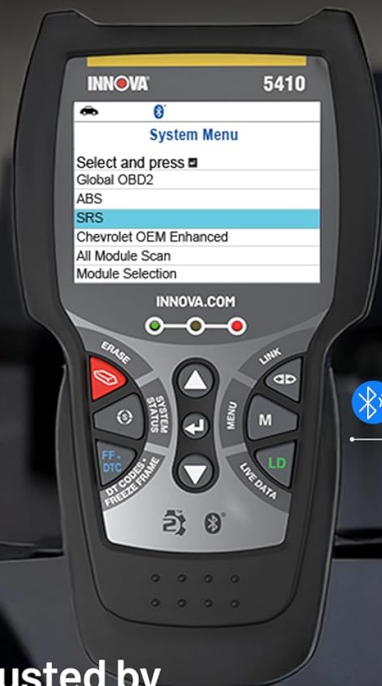 INNOVA 5410
System Menu
Select and press
Global OBD2
ABS
SRS
Chevrolet OEM Enhanced
All Module Scan
Module Selection
INNOVA.COM
ERASE
LINK
SYSTEM
STATUS
MENU
M
FF -
DTC
LD
DT CODES -
FREEZE FRAME
LIVE DATA
usted by